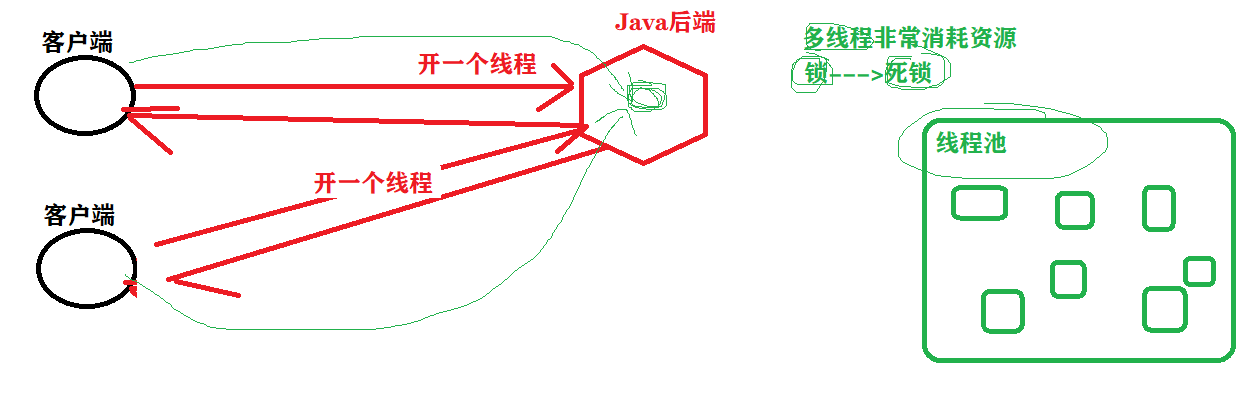 客户端
开一个线程
Java后端
开一个线程
客户端
多线程非常消耗资源
锁--->死锁
线程池